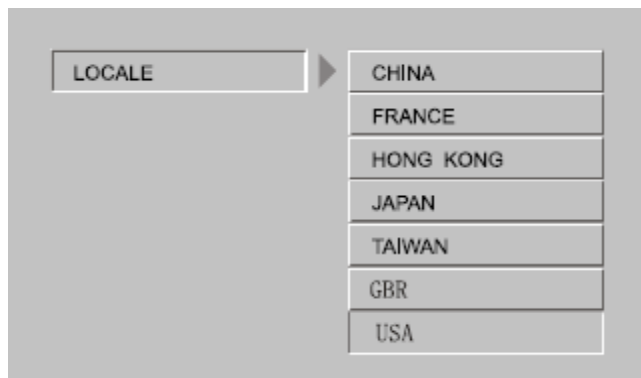 LOCALE
CHINA
FRANCE
HONG KONG
JAPAN
TAIWAN
GBR
USA